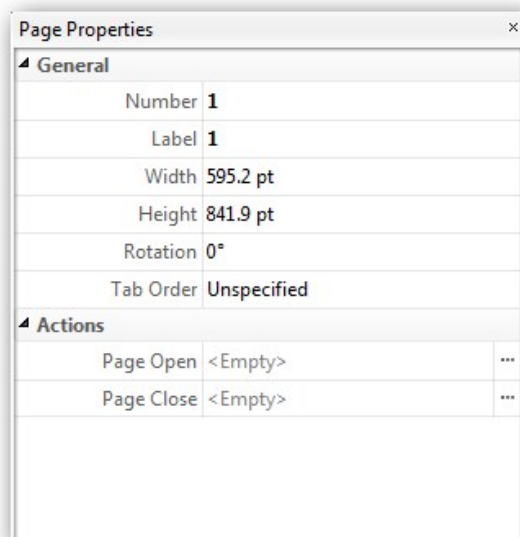 Page Properties
General
Number 1
Label 1
Width 595.2 pt
Height 841.9 pt
Rotation 0°
Tab Order Unspecified
Actions
Page Open <Empty> ...
Page Close <Empty> ...